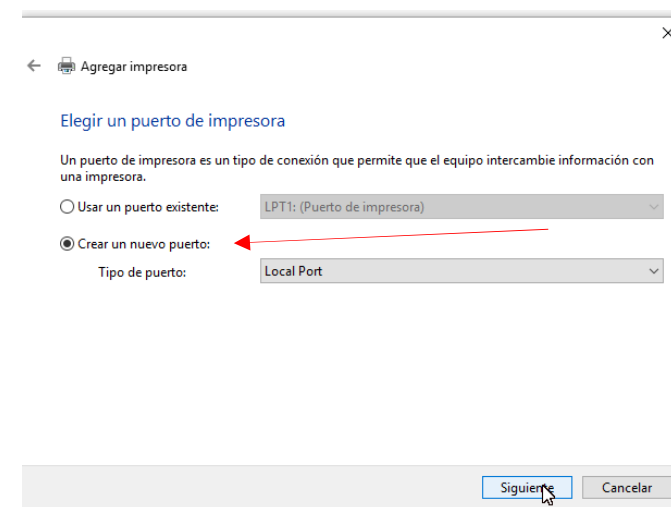 Agregar impresora
Elegir un puerto de impresora
Un puerto de impresora es un tipo de conexión que permite que el equipo intercambie información con
una impresora.
Usar un puerto existente: LPT1: (Puerto de impresora)
Crear un nuevo puerto:
Tipo de puerto: Local Port
Siguiente Cancelar